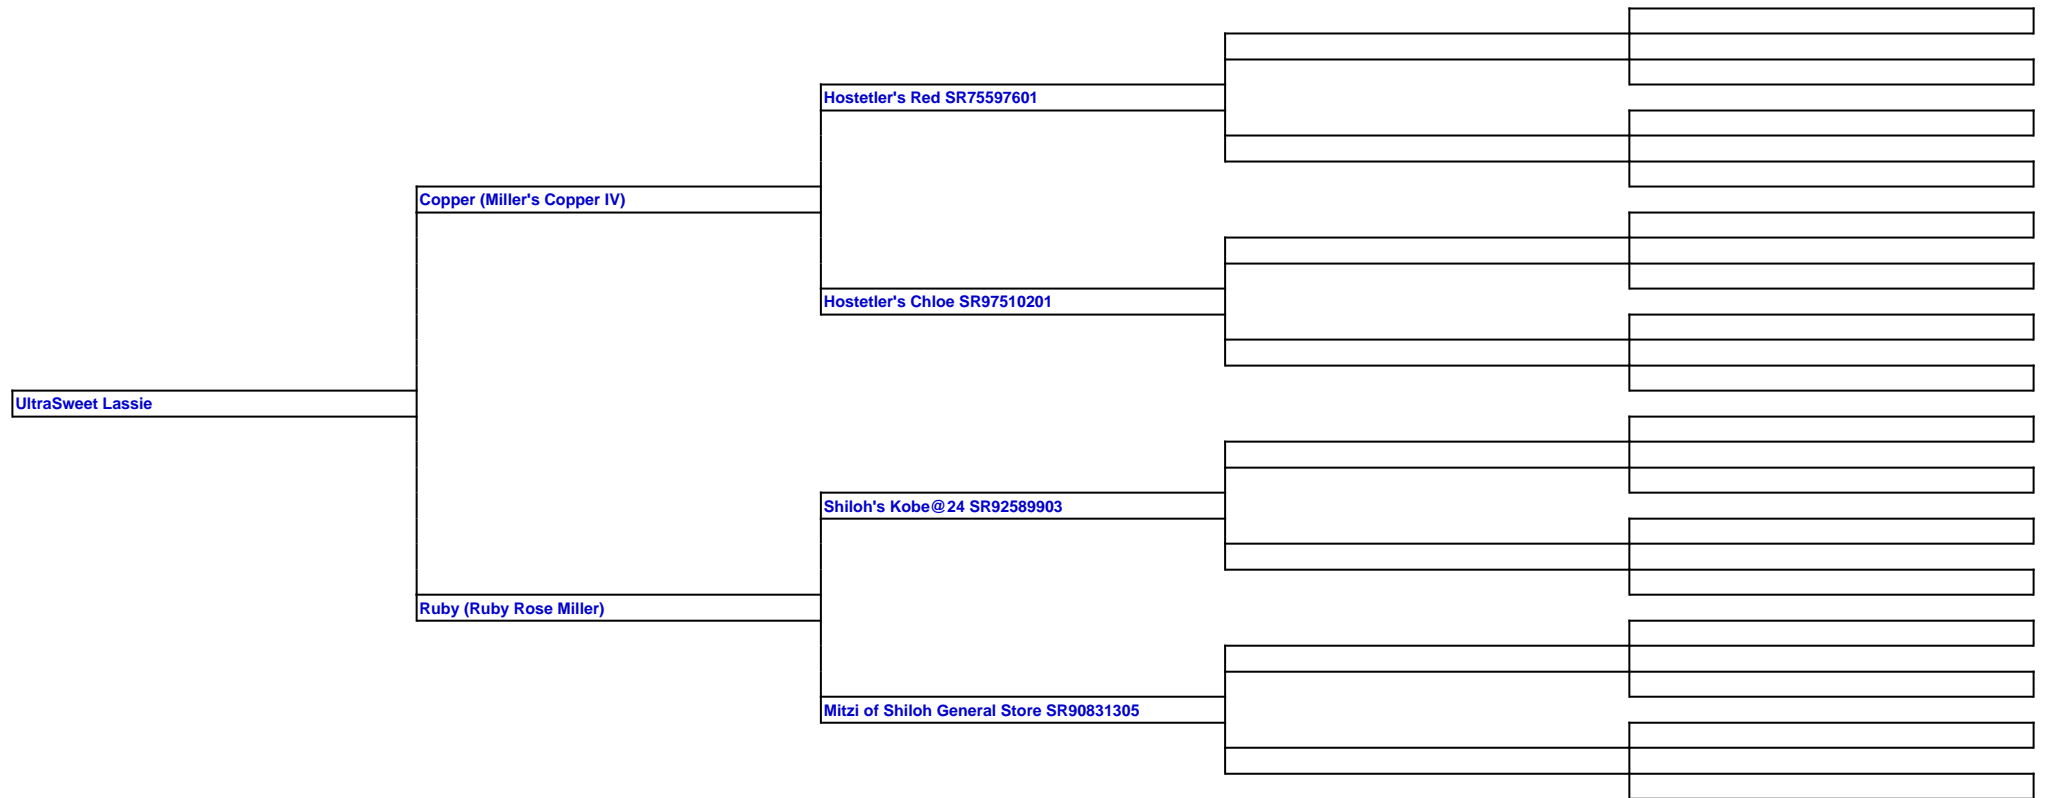 Hostetler's Red SR75597601
Copper (Miller's Copper IV)
Hostetler's Chloe SR97510201
UltraSweet Lassie
Shiloh's Kobe@24 SR92589903
Ruby (Ruby Rose Miller)
Mitzi of Shiloh General Store SR90831305